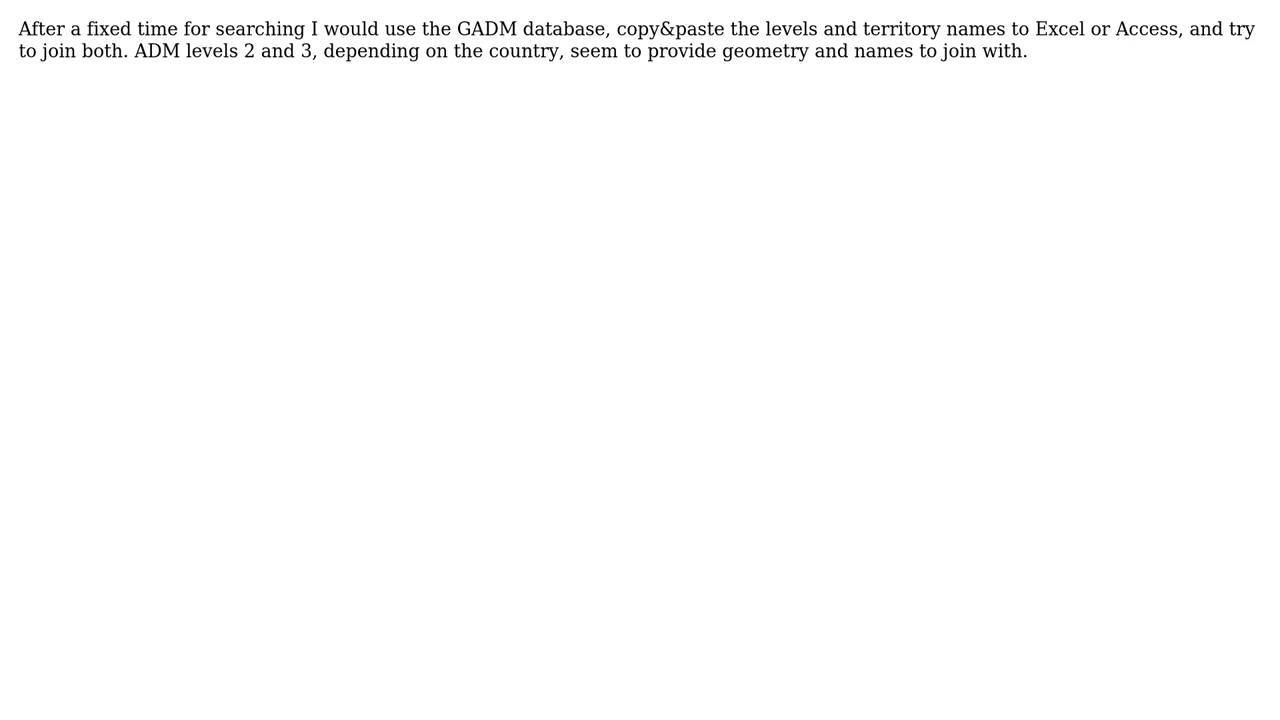 After a fixed time for searching I would use the GADM database, copy&paste the levels and territory names to Excel or Access, and try
to join both. ADM levels 2 and 3, depending on the country, seem to provide geometry and names to join with.